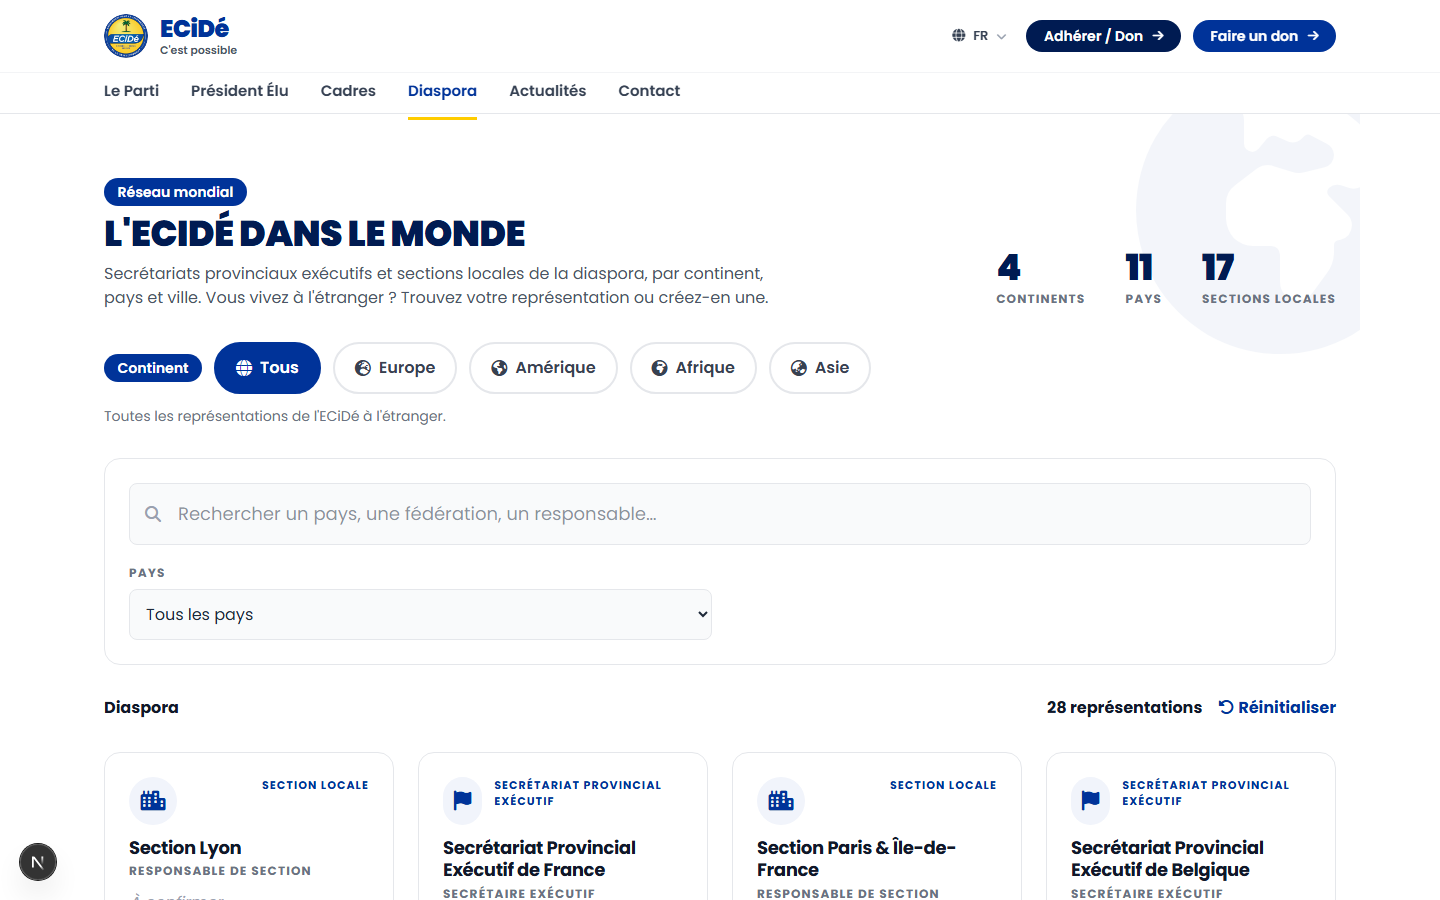 ECiDé
ECiDé
C'est possible
FR
Adhérer / Don
Faire un don
Le Parti
Président Élu
Cadres
Diaspora
Actualités
Contact
Réseau mondial
L'ECIDÉ DANS LE MONDE
Secrétariats provinciaux exécutifs et sections locales de la diaspora, par continent,
pays et ville. Vous vivez à l'étranger ? Trouvez votre représentation ou créez-en une.
4
CONTINENTS
11
PAYS
17
SECTIONS LOCALES
Continent
Tous
Europe
Amérique
Afrique
Asie
Toutes les représentations de l'ECiDé à l'étranger.
Rechercher un pays, une fédération, un responsable...
PAYS
Tous les pays
Diaspora
28 représentations
Réinitialiser
SECTION LOCALE
Section Lyon
RESPONSABLE DE SECTION
À confirmer
SECRÉTARIAT PROVINCIAL
EXÉCUTIF
Secrétariat Provincial
Exécutif de France
SECRÉTAIRE EXÉCUTIF
SECTION LOCALE
Section Paris & Île-de-
France
RESPONSABLE DE SECTION
SECRÉTARIAT PROVINCIAL
EXÉCUTIF
Secrétariat Provincial
Exécutif de Belgique
SECRÉTAIRE EXÉCUTIF
N